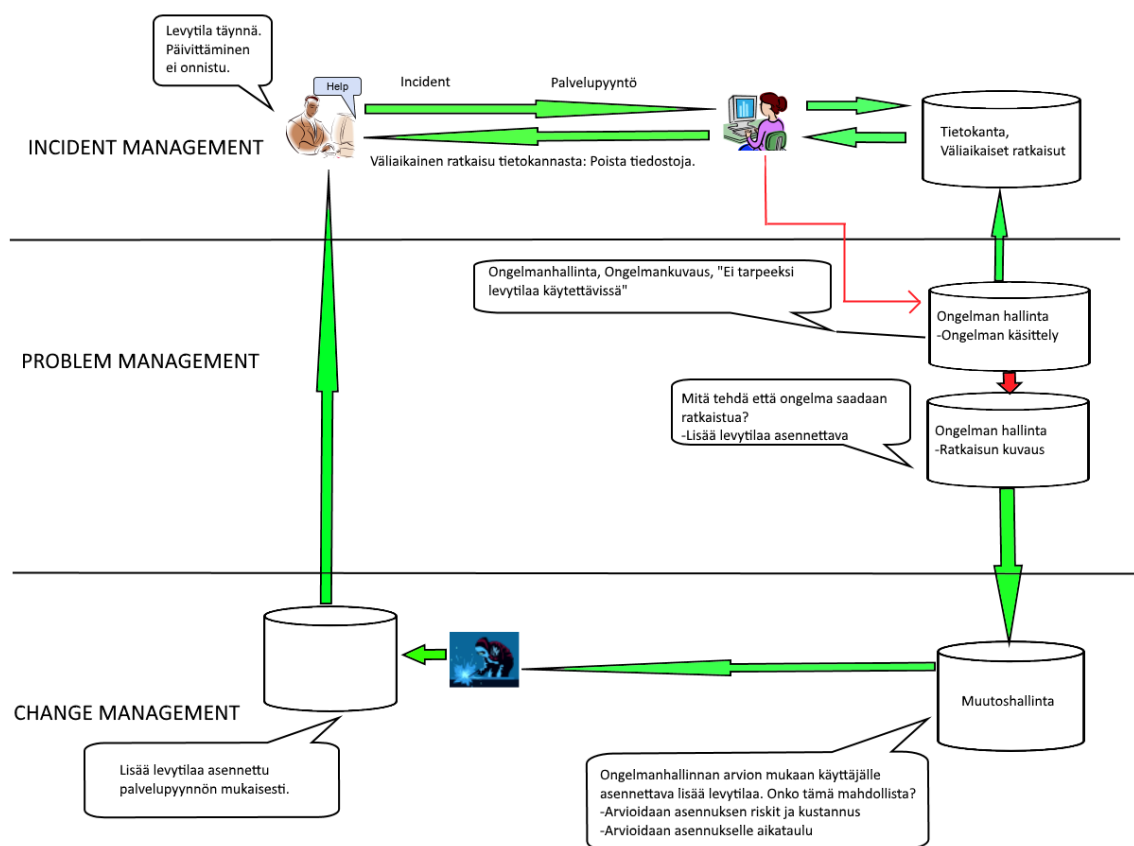 Levytila täynnä.
Päivittäminen
ei onnistu.
Help
Incident
Palvelupyyntö
INCIDENT MANAGEMENT
Väliaikainen ratkaisu tietokannasta: Poista tiedostoja.
Tietokanta,
Väliaikaiset ratkaisut
Ongelmanhallinta, Ongelmankuvaus, "Ei tarpeeksi
levytilaa käytettävissä"
Ongelman hallinta
-Ongelman käsittely
PROBLEM MANAGEMENT
Mitä tehdä että ongelma saadaan
ratkaistua?
-Lisää levytilaa asennettava
Ongelman hallinta
-Ratkaisun kuvaus
CHANGE MANAGEMENT
Muutoshallinta
Lisää levytilaa asennettu
palvelupyynnön mukaisesti.
Ongelmanhallinnan arvion mukaan käyttäjälle
asennettava lisää levytilaa. Onko tämä mahdollista?
-Arvioidaan asennuksen riskit ja kustannus
-Arvioidaan asennukselle aikataulu